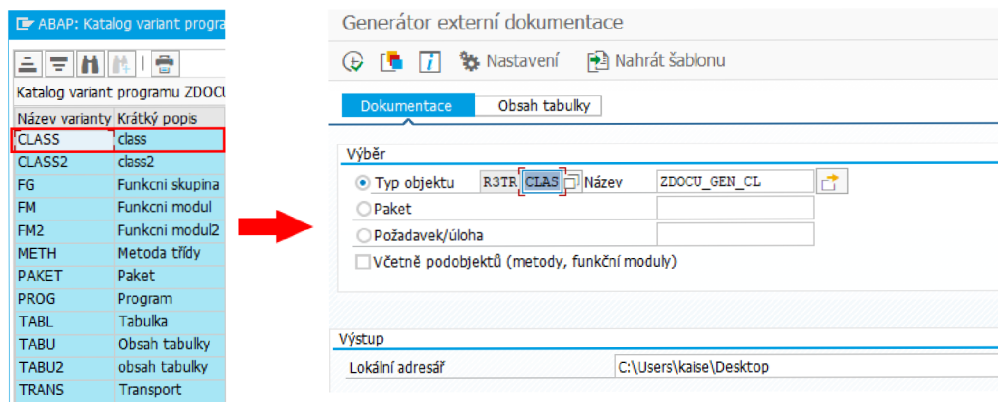 ABAP: Katalog variant progra
Katalog variant programu ZDOCU
Název varianty Krátký popis
CLASS class
CLASS2 class2
FG Funkcni skupina
FM Funkcni modul
FM2 Funkcni modul2
METH Metoda třídy
PAKET Paket
PROG Program
TABL Tabulka
TABU Obsah tabulky
TABU2 obsah tabulky
TRANS Transport
Generátor externí dokumentace
Nastavení Nahrát šablonu
Dokumentace Obsah tabulky
Výběr
Typ objektu R3TR CLAS Název ZDOCU_GEN_CL
Paket
Požadavek/úloha
Včetně podobjektů (metody, funkční moduly)
Výstup
Lokální adresář C:\Users\kaise\Desktop